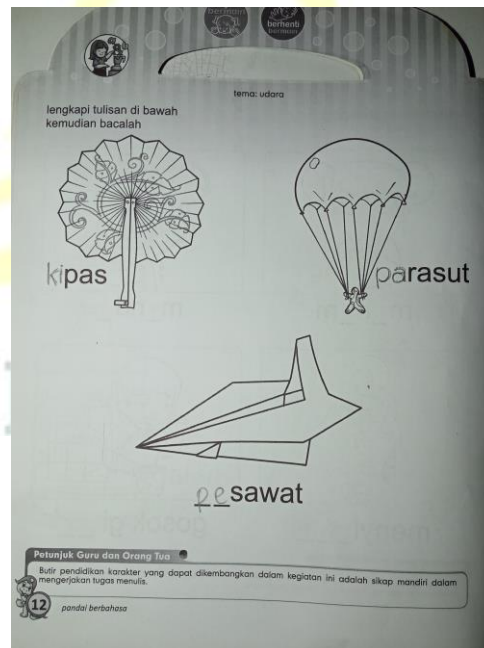 bermain
berhenti
bermain
tema: udara
lengkapi tulisan di bawah
kemudian bacalah
kipas
parasut
pesawat
Petunjuk Guru dan Orang Tua
Butir pendidikan karakter yang dapat dikembangkan dalam kegiatan ini adalah sikap mandiri dalam
mengerjakan tugas menulis.
12
pandai berbahasa